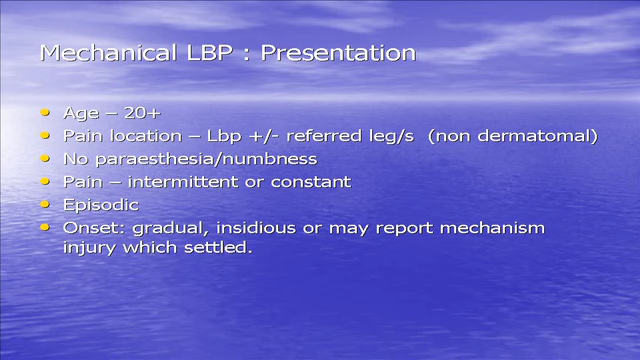 Mechanical LBP : Presentation
• Age – 20+
• Pain location – Lbp +/- referred leg/s (non dermatomal)
• No paraesthesia/numbness
• Pain – intermittent or constant
• Episodic
• Onset: gradual, insidious or may report mechanism
injury which settled.